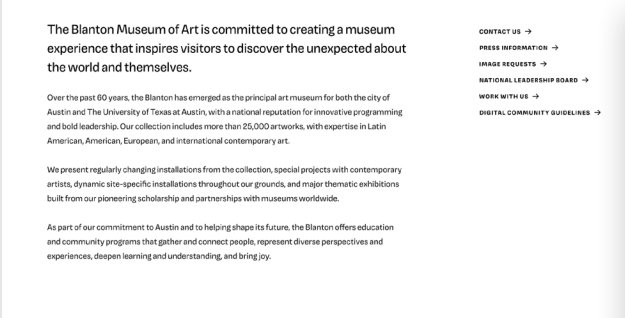 The Blanton Museum of Art is committed to creating a museum
experience that inspires visitors to discover the unexpected about
the world and themselves.
Over the past 60 years, the Blanton has emerged as the principal art museum for both the city of
Austin and The University of Texas at Austin, with a national reputation for innovative programming
and bold leadership. Our collection includes more than 25,000 artworks, with expertise in Latin
American, American, European, and international contemporary art.
We present regularly changing installations from the collection, special projects with contemporary
artists, dynamic site-specific installations throughout our grounds, and major thematic exhibitions
built from our pioneering scholarship and partnerships with museums worldwide.
As part of our commitment to Austin and to helping shape its future, the Blanton offers education
and community programs that gather and connect people, represent diverse perspectives and
experiences, deepen learning and understanding, and bring joy.
CONTACT US →
PRESS INFORMATION →
IMAGE REQUESTS →
NATIONAL LEADERSHIP BOARD →
WORK WITH US →
DIGITAL COMMUNITY GUIDELINES →